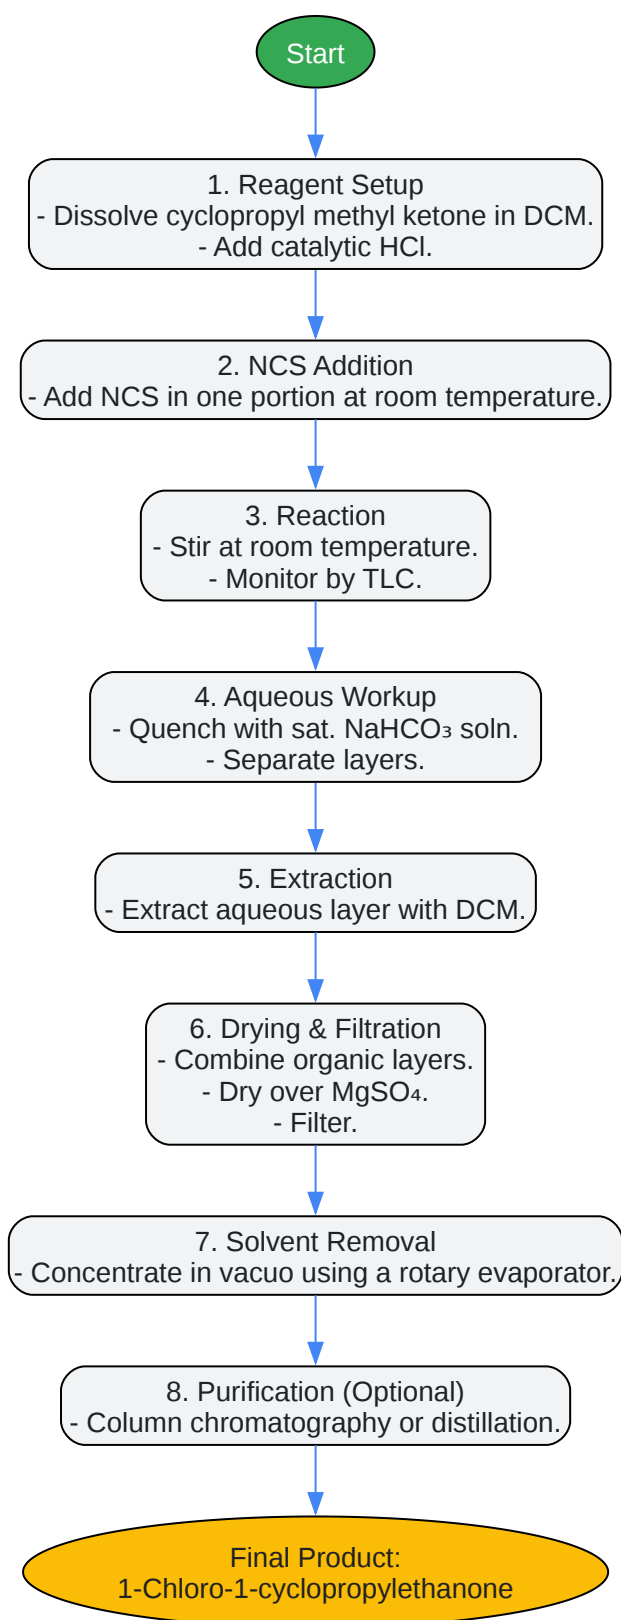 Start
1. Reagent Setup
- Dissolve cyclopropyl methyl ketone in DCM.
- Add catalytic HCl.
2. NCS Addition
- Add NCS in one portion at room temperature.
3. Reaction
- Stir at room temperature.
- Monitor by TLC.
4. Aqueous Workup
- Quench with sat. NaHCO₃ soln.
- Separate layers.
5. Extraction
- Extract aqueous layer with DCM.
6. Drying & Filtration
- Combine organic layers.
- Dry over MgSO₄.
- Filter.
7. Solvent Removal
- Concentrate in vacuo using a rotary evaporator.
8. Purification (Optional)
- Column chromatography or distillation.
Final Product:
1-Chloro-1-cyclopropylethanone